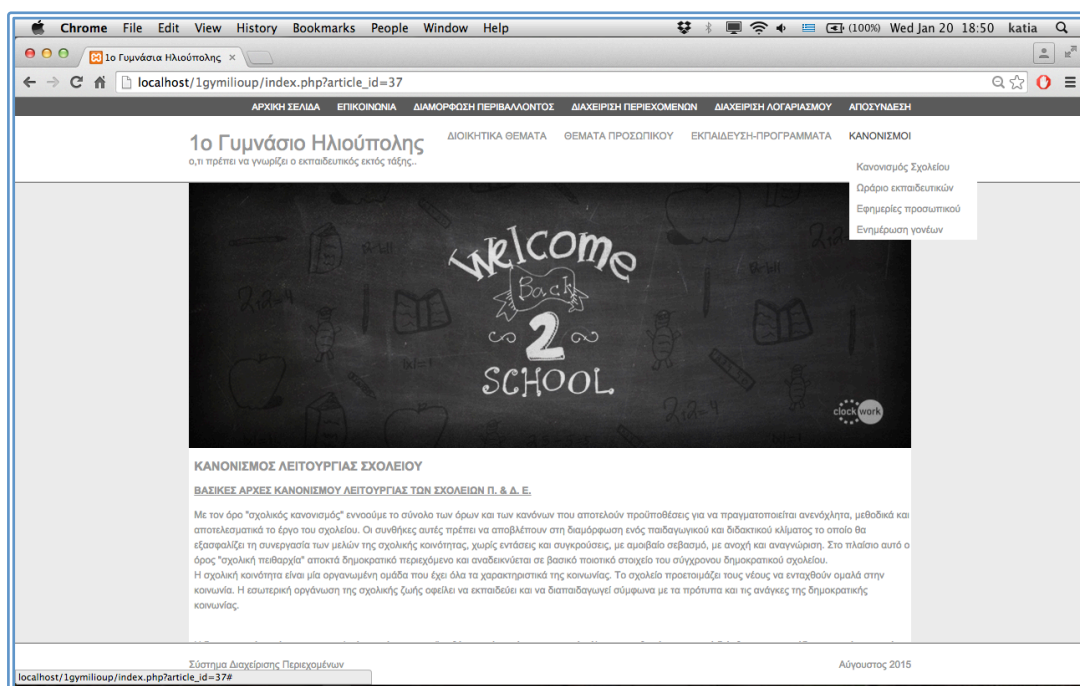 Chrome File Edit View History Bookmarks People Window Help (100%) Wed Jan 20 18:50 katia
1ο Γυμνάσια Ηλιούπολης ×
localhost/1gymilioup/index.php?article_id=37
ΑΡΧΙΚΗ ΣΕΛΙΔΑ ΕΠΙΚΟΙΝΩΝΙΑ ΔΙΑΜΟΡΦΩΣΗ ΠΕΡΙΒΑΛΛΟΝΤΟΣ ΔΙΑΧΕΙΡΙΣΗ ΠΕΡΙΕΧΟΜΕΝΩΝ ΔΙΑΧΕΙΡΙΣΗ ΛΟΓΑΡΙΑΣΜΟΥ ΑΠΟΣΥΝΔΕΣΗ
1ο Γυμνάσιο Ηλιούπολης
ο,τι πρέπει να γνωρίζει ο εκπαιδευτικός εκτός τάξης..
ΔΙΟΙΚΗΤΙΚΑ ΘΕΜΑΤΑ ΘΕΜΑΤΑ ΠΡΟΣΩΠΙΚΟΥ ΕΚΠΑΙΔΕΥΣΗ-ΠΡΟΓΡΑΜΜΑΤΑ ΚΑΝΟΝΙΣΜΟΙ
Κανονισμός Σχολείου
Ωράριο εκπαιδευτικών
Εφημερίες προσωπικού
Ενημέρωση γονέων
Welcome
Back
2
SCHOOL
2+2=4
clockwork
ΚΑΝΟΝΙΣΜΟΣ ΛΕΙΤΟΥΡΓΙΑΣ ΣΧΟΛΕΙΟΥ
ΒΑΣΙΚΕΣ ΑΡΧΕΣ ΚΑΝΟΝΙΣΜΟΥ ΛΕΙΤΟΥΡΓΙΑΣ ΤΩΝ ΣΧΟΛΕΙΩΝ Π. & Δ. Ε.
Με τον όρο "σχολικός κανονισμός" εννοούμε το σύνολο των όρων και των κανόνων που αποτελούν προϋποθέσεις για να πραγματοποιείται ανενόχλητα, μεθοδικά και
αποτελεσματικά το έργο του σχολείου. Οι συνθήκες αυτές πρέπει να αποβλέπουν στη διαμόρφωση ενός παιδαγωγικού και διδακτικού κλίματος το οποίο θα
εξασφαλίζει τη συνεργασία των μελών της σχολικής κοινότητας, χωρίς εντάσεις και συγκρούσεις, με αμοιβαίο σεβασμό, με ανοχή και αναγνώριση. Στο πλαίσιο αυτό ο
όρος "σχολική πειθαρχία" αποκτά δημοκρατικό περιεχόμενο και αναδεικνύεται σε βασικό ποιοτικό στοιχείο του σύγχρονου δημοκρατικού σχολείου.
Η σχολική κοινότητα είναι μία οργανωμένη ομάδα που έχει όλα τα χαρακτηριστικά της κοινωνίας. Το σχολείο προετοιμάζει τους νέους να ενταχθούν ομαλά στην
κοινωνία. Η εσωτερική οργάνωση της σχολικής ζωής οφείλει να εκπαιδεύει και να διαπαιδαγωγεί σύμφωνα με τα πρότυπα και τις ανάγκες της δημοκρατικής
κοινωνίας.
Σύστημα Διαχείρισης Περιεχομένων Αύγουστος 2015
localhost/1gymilioup/index.php?article_id=37#